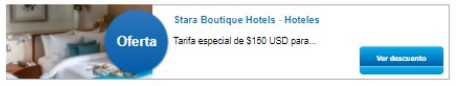 Stara Boutique Hotels - Hoteles
Oferta
Tarifa especial de $150 USD para...
Ver descuento